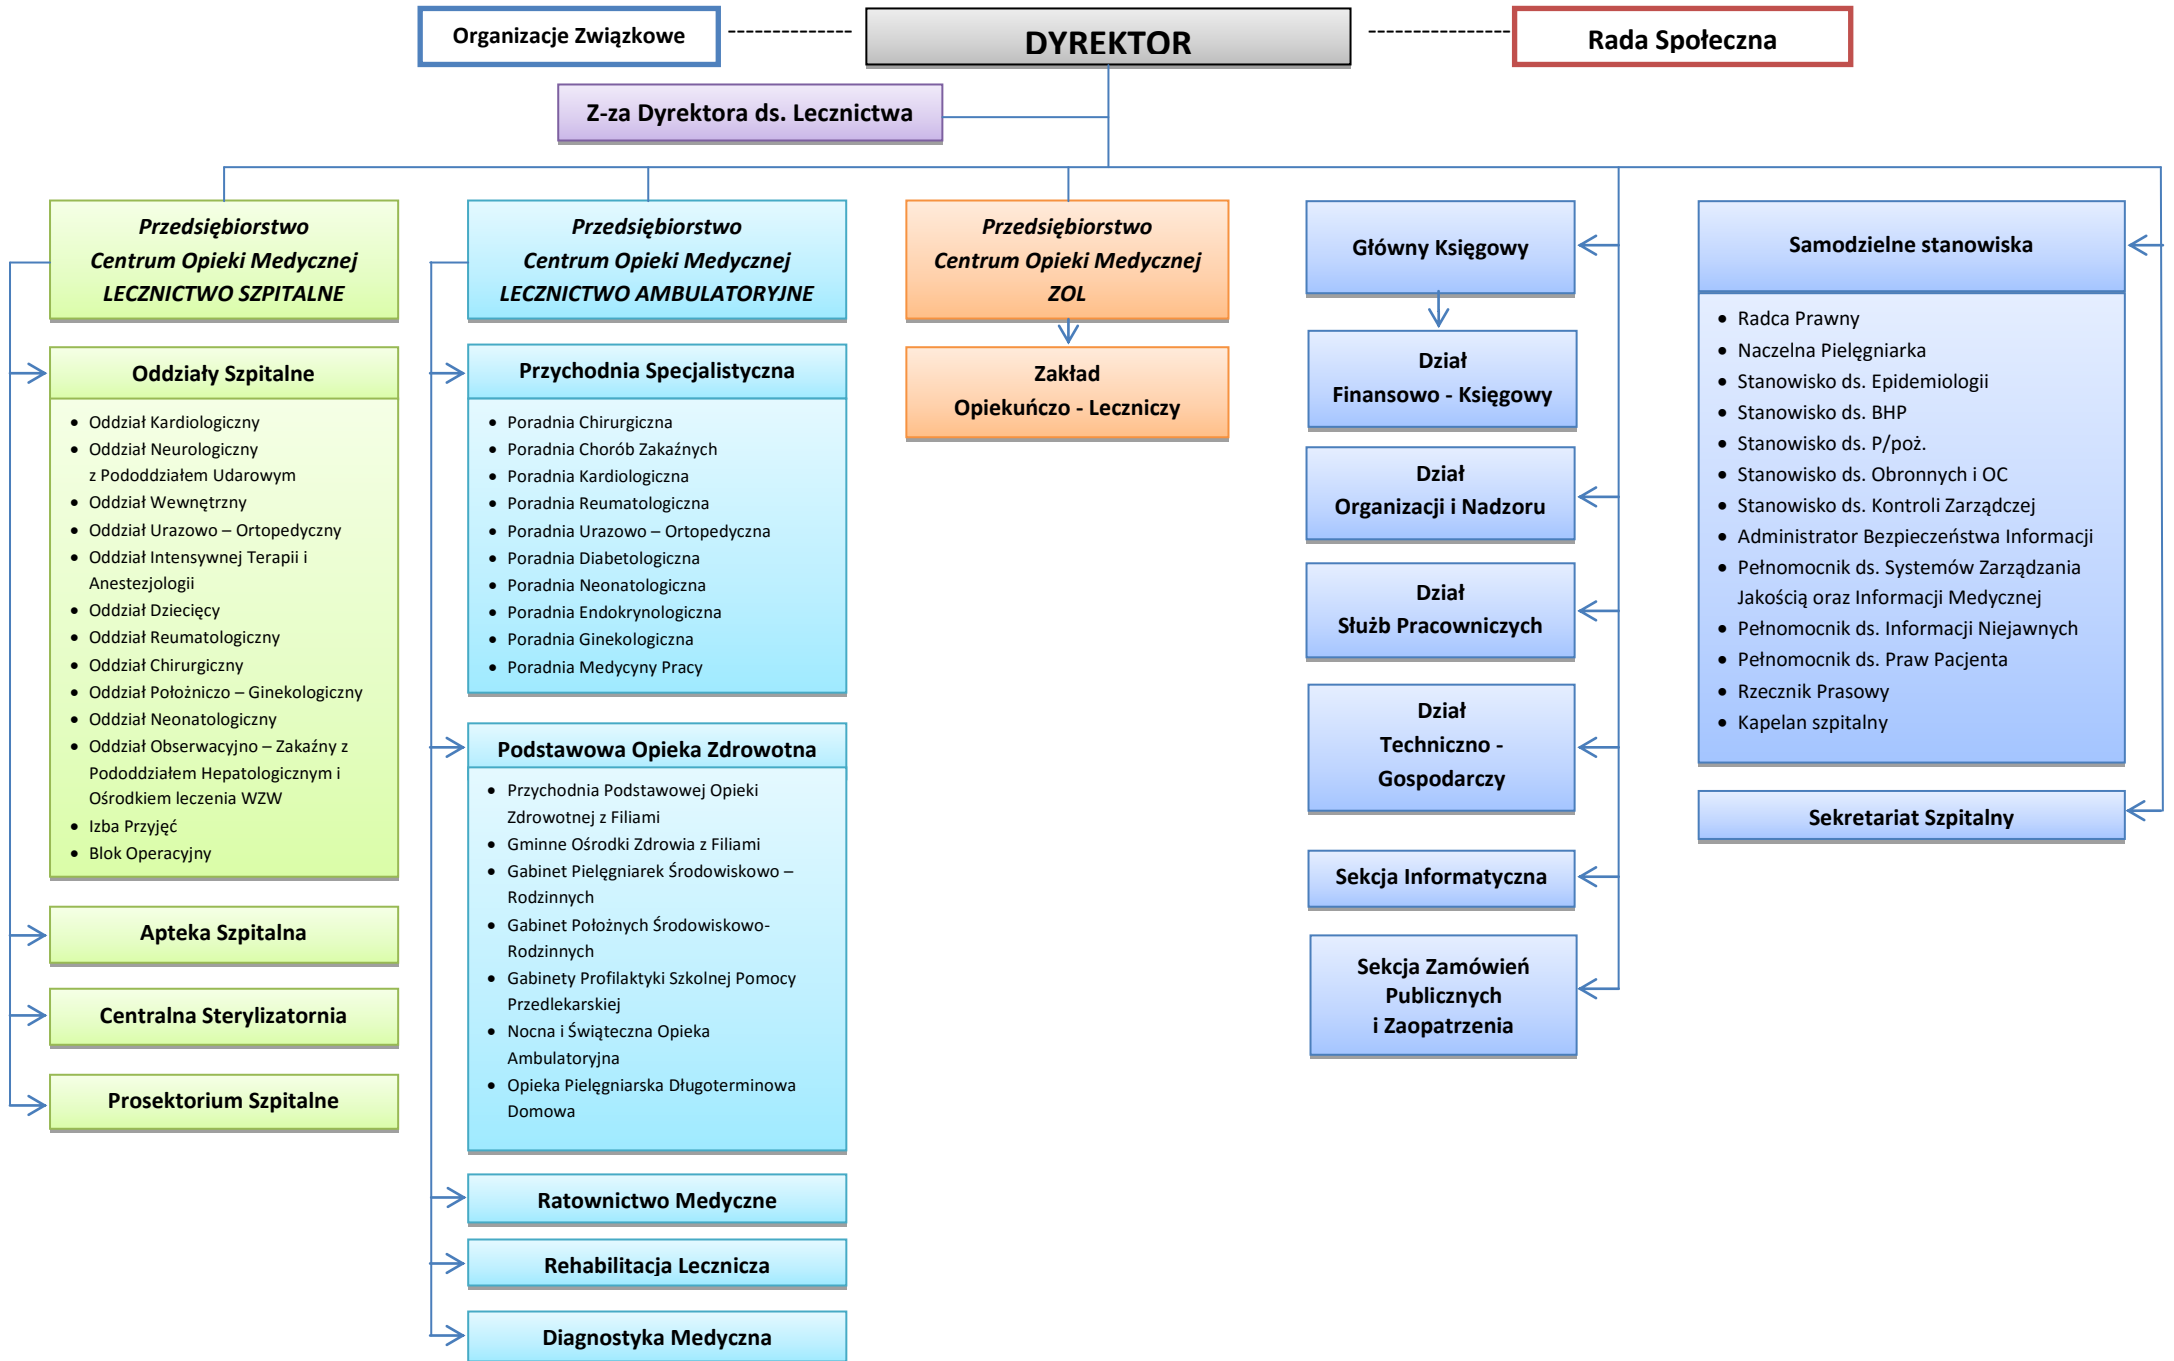 Organizacje Związkowe
DYREKTOR
Rada Społeczna
Z-za Dyrektora ds. Lecznictwa
Przedsiębiorstwo
Centrum Opieki Medycznej
LECZNICTWO SZPITALNE
Oddziały Szpitalne
• Oddział Kardiologiczny
• Oddział Neurologiczny
z Pododdziałem Udarowym
• Oddział Wewnętrzny
• Oddział Urazowo – Ortopedyczny
• Oddział Intensywnej Terapii i
Anestezjologii
• Oddział Dziecięcy
• Oddział Reumatologiczny
• Oddział Chirurgiczny
• Oddział Położniczo – Ginekologiczny
• Oddział Neonatologiczny
• Oddział Obserwacyjno – Zakaźny z
Pododdziałem Hepatologicznym i
Ośrodkiem leczenia WZW
• Izba Przyjęć
• Blok Operacyjny
Apteka Szpitalna
Centralna Sterylizatornia
Prosektorium Szpitalne
Przedsiębiorstwo
Centrum Opieki Medycznej
LECZNICTWO AMBULATORYJNE
Przychodnia Specjalistyczna
• Poradnia Chirurgiczna
• Poradnia Chorób Zakaźnych
• Poradnia Kardiologiczna
• Poradnia Reumatologiczna
• Poradnia Urazowo – Ortopedyczna
• Poradnia Diabetologiczna
• Poradnia Neonatologiczna
• Poradnia Endokrynologiczna
• Poradnia Ginekologiczna
• Poradnia Medycyny Pracy
Podstawowa Opieka Zdrowotna
• Przychodnia Podstawowej Opieki
Zdrowotnej z Filiami
• Gminne Ośrodki Zdrowia z Filiami
• Gabinet Pielęgniarek Środowiskowo –
Rodzinnych
• Gabinet Położnych Środowiskowo-
Rodzinnych
• Gabinety Profilaktyki Szkolnej Pomocy
Przedlekarskiej
• Nocna i Świąteczna Opieka
Ambulatoryjna
• Opieka Pielęgniarska Długoterminowa
Domowa
Ratownictwo Medyczne
Rehabilitacja Lecznicza
Diagnostyka Medyczna
Przedsiębiorstwo
Centrum Opieki Medycznej
ZOL
Zakład
Opiekuńczo - Leczniczy
Główny Księgowy
Dział
Finansowo - Księgowy
Dział
Organizacji i Nadzoru
Dział
Służb Pracowniczych
Dział
Techniczno -
Gospodarczy
Sekcja Informatyczna
Sekcja Zamówień
Publicznych
i Zaopatrzenia
Samodzielne stanowiska
• Radca Prawny
• Naczelna Pielęgniarka
• Stanowisko ds. Epidemiologii
• Stanowisko ds. BHP
• Stanowisko ds. P/poż.
• Stanowisko ds. Obronnych i OC
• Stanowisko ds. Kontroli Zarządczej
• Administrator Bezpieczeństwa Informacji
• Pełnomocnik ds. Systemów Zarządzania
Jakością oraz Informacji Medycznej
• Pełnomocnik ds. Informacji Niejawnych
• Pełnomocnik ds. Praw Pacjenta
• Rzecznik Prasowy
• Kapelan szpitalny
Sekretariat Szpitalny